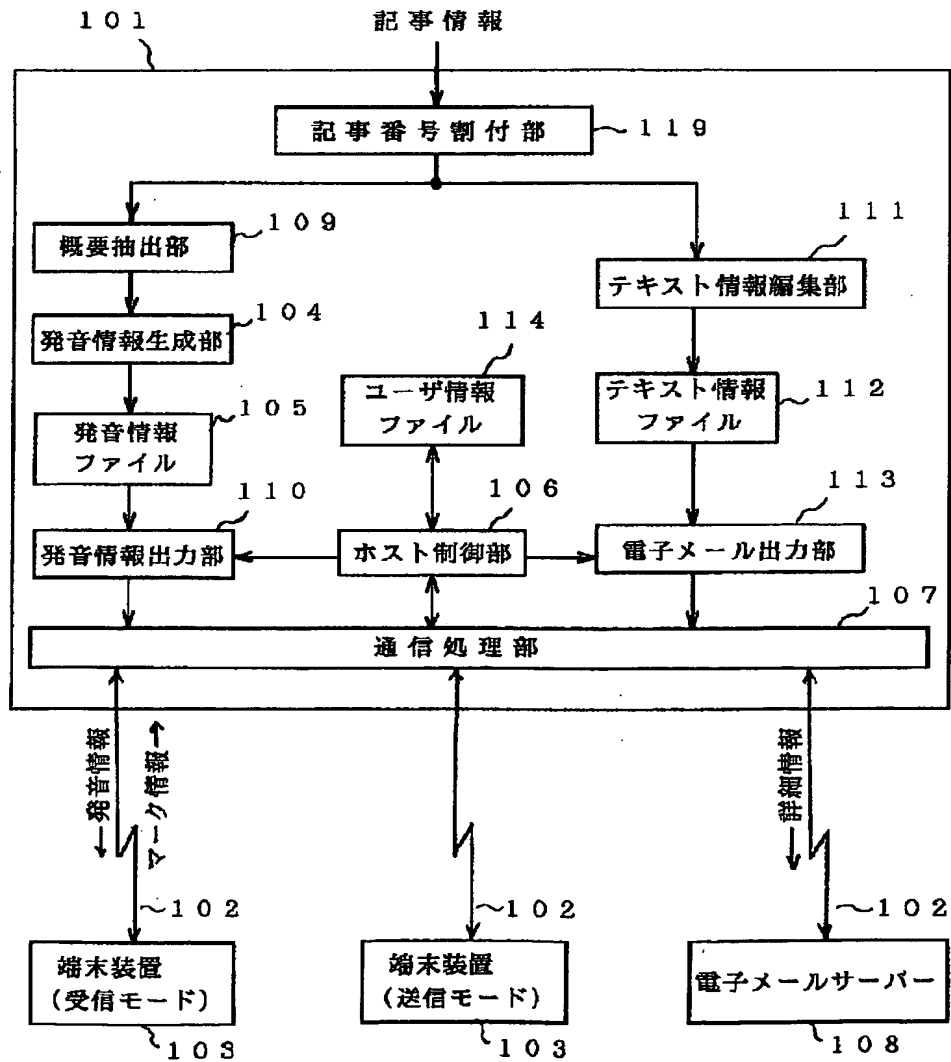 101
記事情報
記事番号割付部
119
概要抽出部
109
111
テキスト情報編集部
発音情報生成部
104
114
ユーザ情報
ファイル
テキスト情報
ファイル
112
発音情報
ファイル
105
110
106
113
発音情報出力部
ホスト制御部
電子メール出力部
107
通信処理部
←発音情報
マーク情報→
←詳細情報
102
102
102
端末装置
(受信モード)
端末装置
(送信モード)
電子メールサーバー
103
103
108